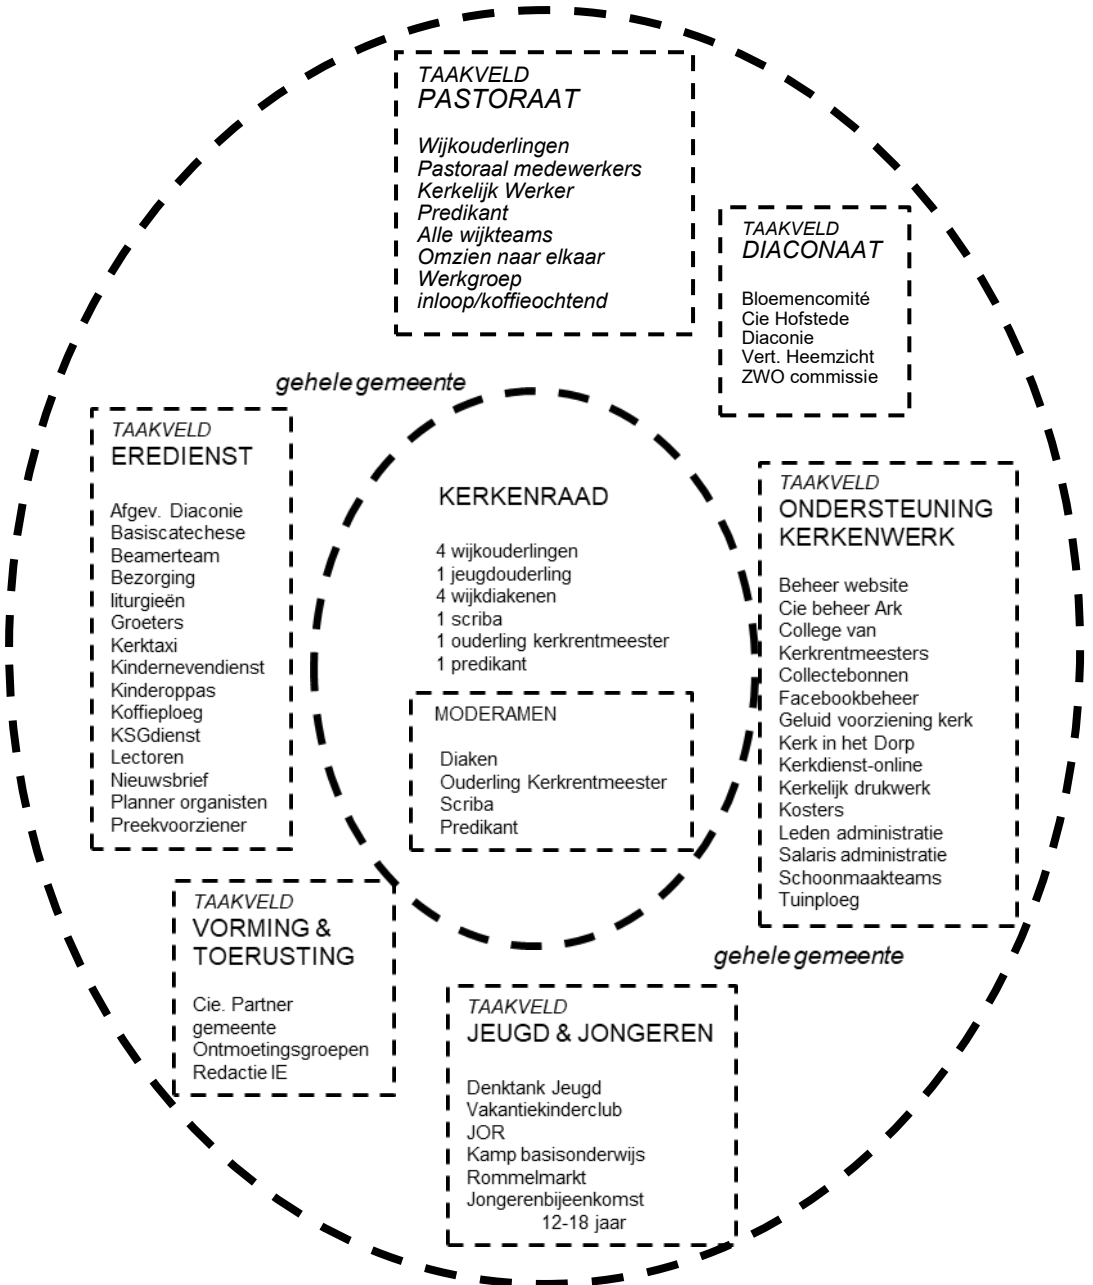 TAAKVELD
PASTORAAT
Wijkouderlingen
Pastoraal medewerkers
Kerkelijk Werker
Predikant
Alle wijkteams
Omzien naar elkaar
Werkgroep
inloop/koffieochtend
TAAKVELD
DIACONAAT
Bloemencomité
Cie Hofstede
Diaconie
Vert. Heemzicht
ZWO commissie
gehele gemeente
TAAKVELD
EREDIENST
Afgev. Diaconie
Basiscatechese
Beamerteam
Bezorging
liturgieën
Groeters
Kerktaxi
Kindernevendienst
Kinderoppas
Koffieploeg
KSGdienst
Lectoren
Nieuwsbrief
Planner organisten
Preekvoorziener
KERKENRAAD
4 wijkouderlingen
1 jeugdouderling
4 wijkdiakenen
1 scriba
1 ouderling kerkrentmeester
1 predikant
MODERAMEN
Diaken
Ouderling Kerkrentmeester
Scriba
Predikant
TAAKVELD
ONDERSTEUNING
KERKENWERK
Beheer website
Cie beheer Ark
College van
Kerkrentmeesters
Collectebonnen
Facebookbeheer
Geluid voorziening kerk
Kerk in het Dorp
Kerkdienst-online
Kerkelijk drukwerk
Kosters
Leden administratie
Salaris administratie
Schoonmaakteams
Tuinploeg
TAAKVELD
VORMING &
TOERUSTING
Cie. Partner
gemeente
Ontmoetingsgroepen
Redactie IE
gehele gemeente
TAAKVELD
JEUGD & JONGEREN
Denktank Jeugd
Vakantiekinderclub
JOR
Kamp basisonderwijs
Rommelmarkt
Jongerenbijeenkomst
12-18 jaar